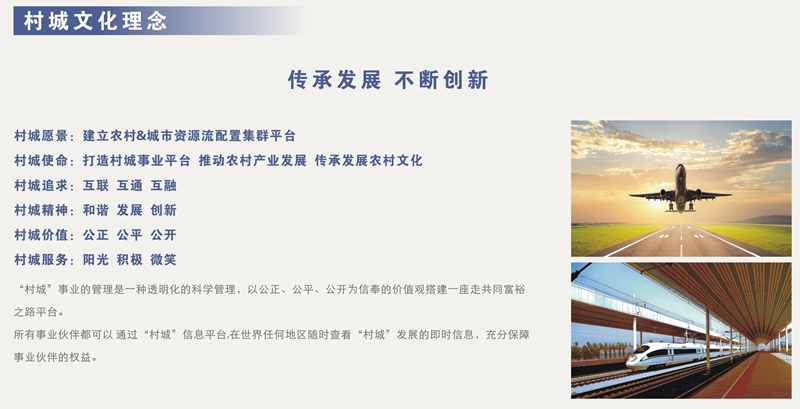 村城文化理念
传承发展 不断创新
村城愿景：建立农村&城市资源流配置集群平台
村城使命：打造村城事业平台 推动农村产业发展 传承发展农村文化
村城追求：互联 互通 互融
村城精神：和谐 发展 创新
村城价值：公正 公平 公开
村城服务：阳光 积极 微笑
“村城”事业的管理是一种透明化的科学管理，以公正、公平、公开为信奉的价值观搭建一座走共同富裕
之路平台。
所有事业伙伴都可以 通过“村城”信息平台,在世界任何地区随时查看“村城”发展的即时信息，充分保障
事业伙伴的权益。